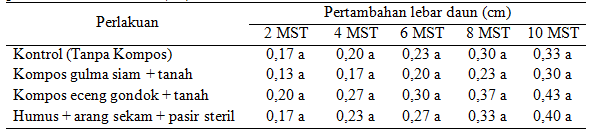 Perlakuan Pertambahan lebar daun (cm)
2 MST 4 MST 6 MST 8 MST 10 MST
Kontrol (Tanpa Kompos) 0,17 a 0,20 a 0,23 a 0,30 a 0,33 a
Kompos gulma siam + tanah 0,13 a 0,17 a 0,20 a 0,23 a 0,30 a
Kompos eceng gondok + tanah 0,20 a 0,27 a 0,30 a 0,37 a 0,43 a
Humus + arang sekam + pasir steril 0,17 a 0,23 a 0,27 a 0,33 a 0,40 a